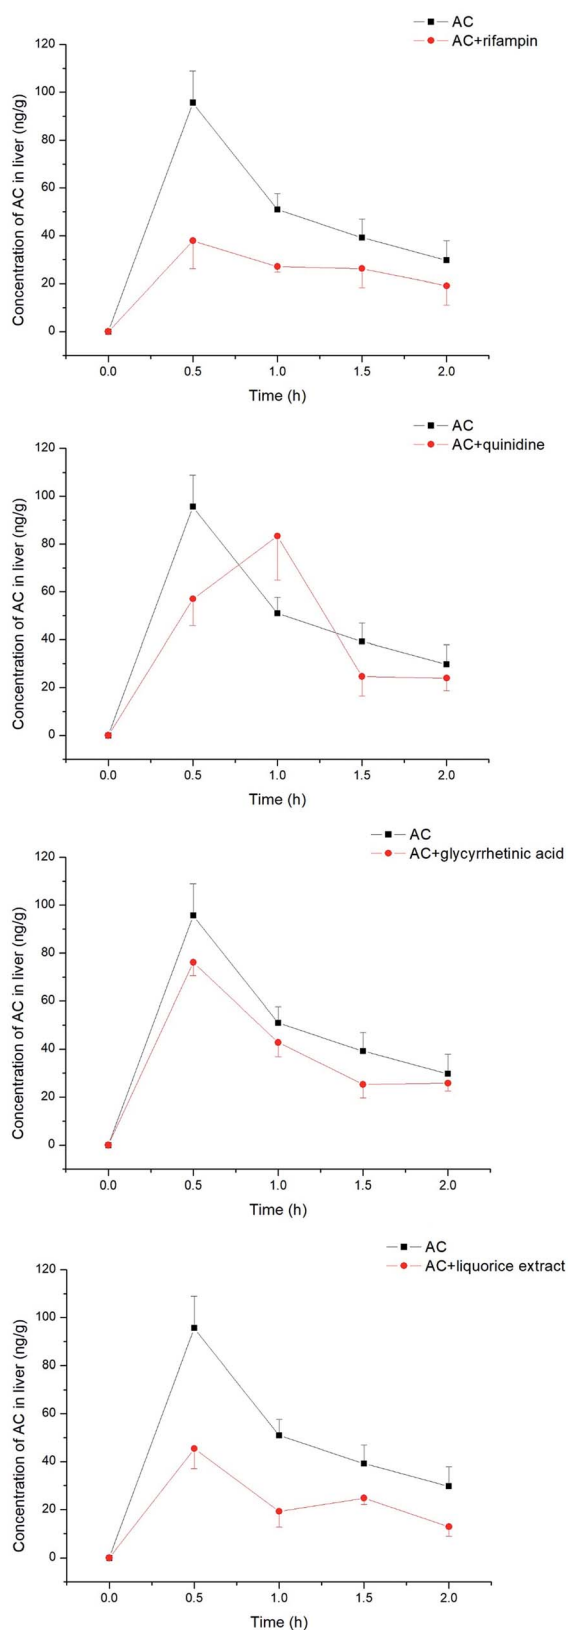 AC
AC+rifampin
120
100
80
60
40
20
0
Concentration of AC in liver (ng/g)
0.0 0.5 1.0 1.5 2.0
Time (h)
AC
AC+quinidine
120
100
80
60
40
20
0
Concentration of AC in liver (ng/g)
0.0 0.5 1.0 1.5 2.0
Time (h)
AC
AC+glycyrrhetinic acid
120
100
80
60
40
20
0
Concentration of AC in liver (ng/g)
0.0 0.5 1.0 1.5 2.0
Time (h)
AC
AC+liquorice extract
120
100
80
60
40
20
0
Concentration of AC in liver (ng/g)
0.0 0.5 1.0 1.5 2.0
Time (h)